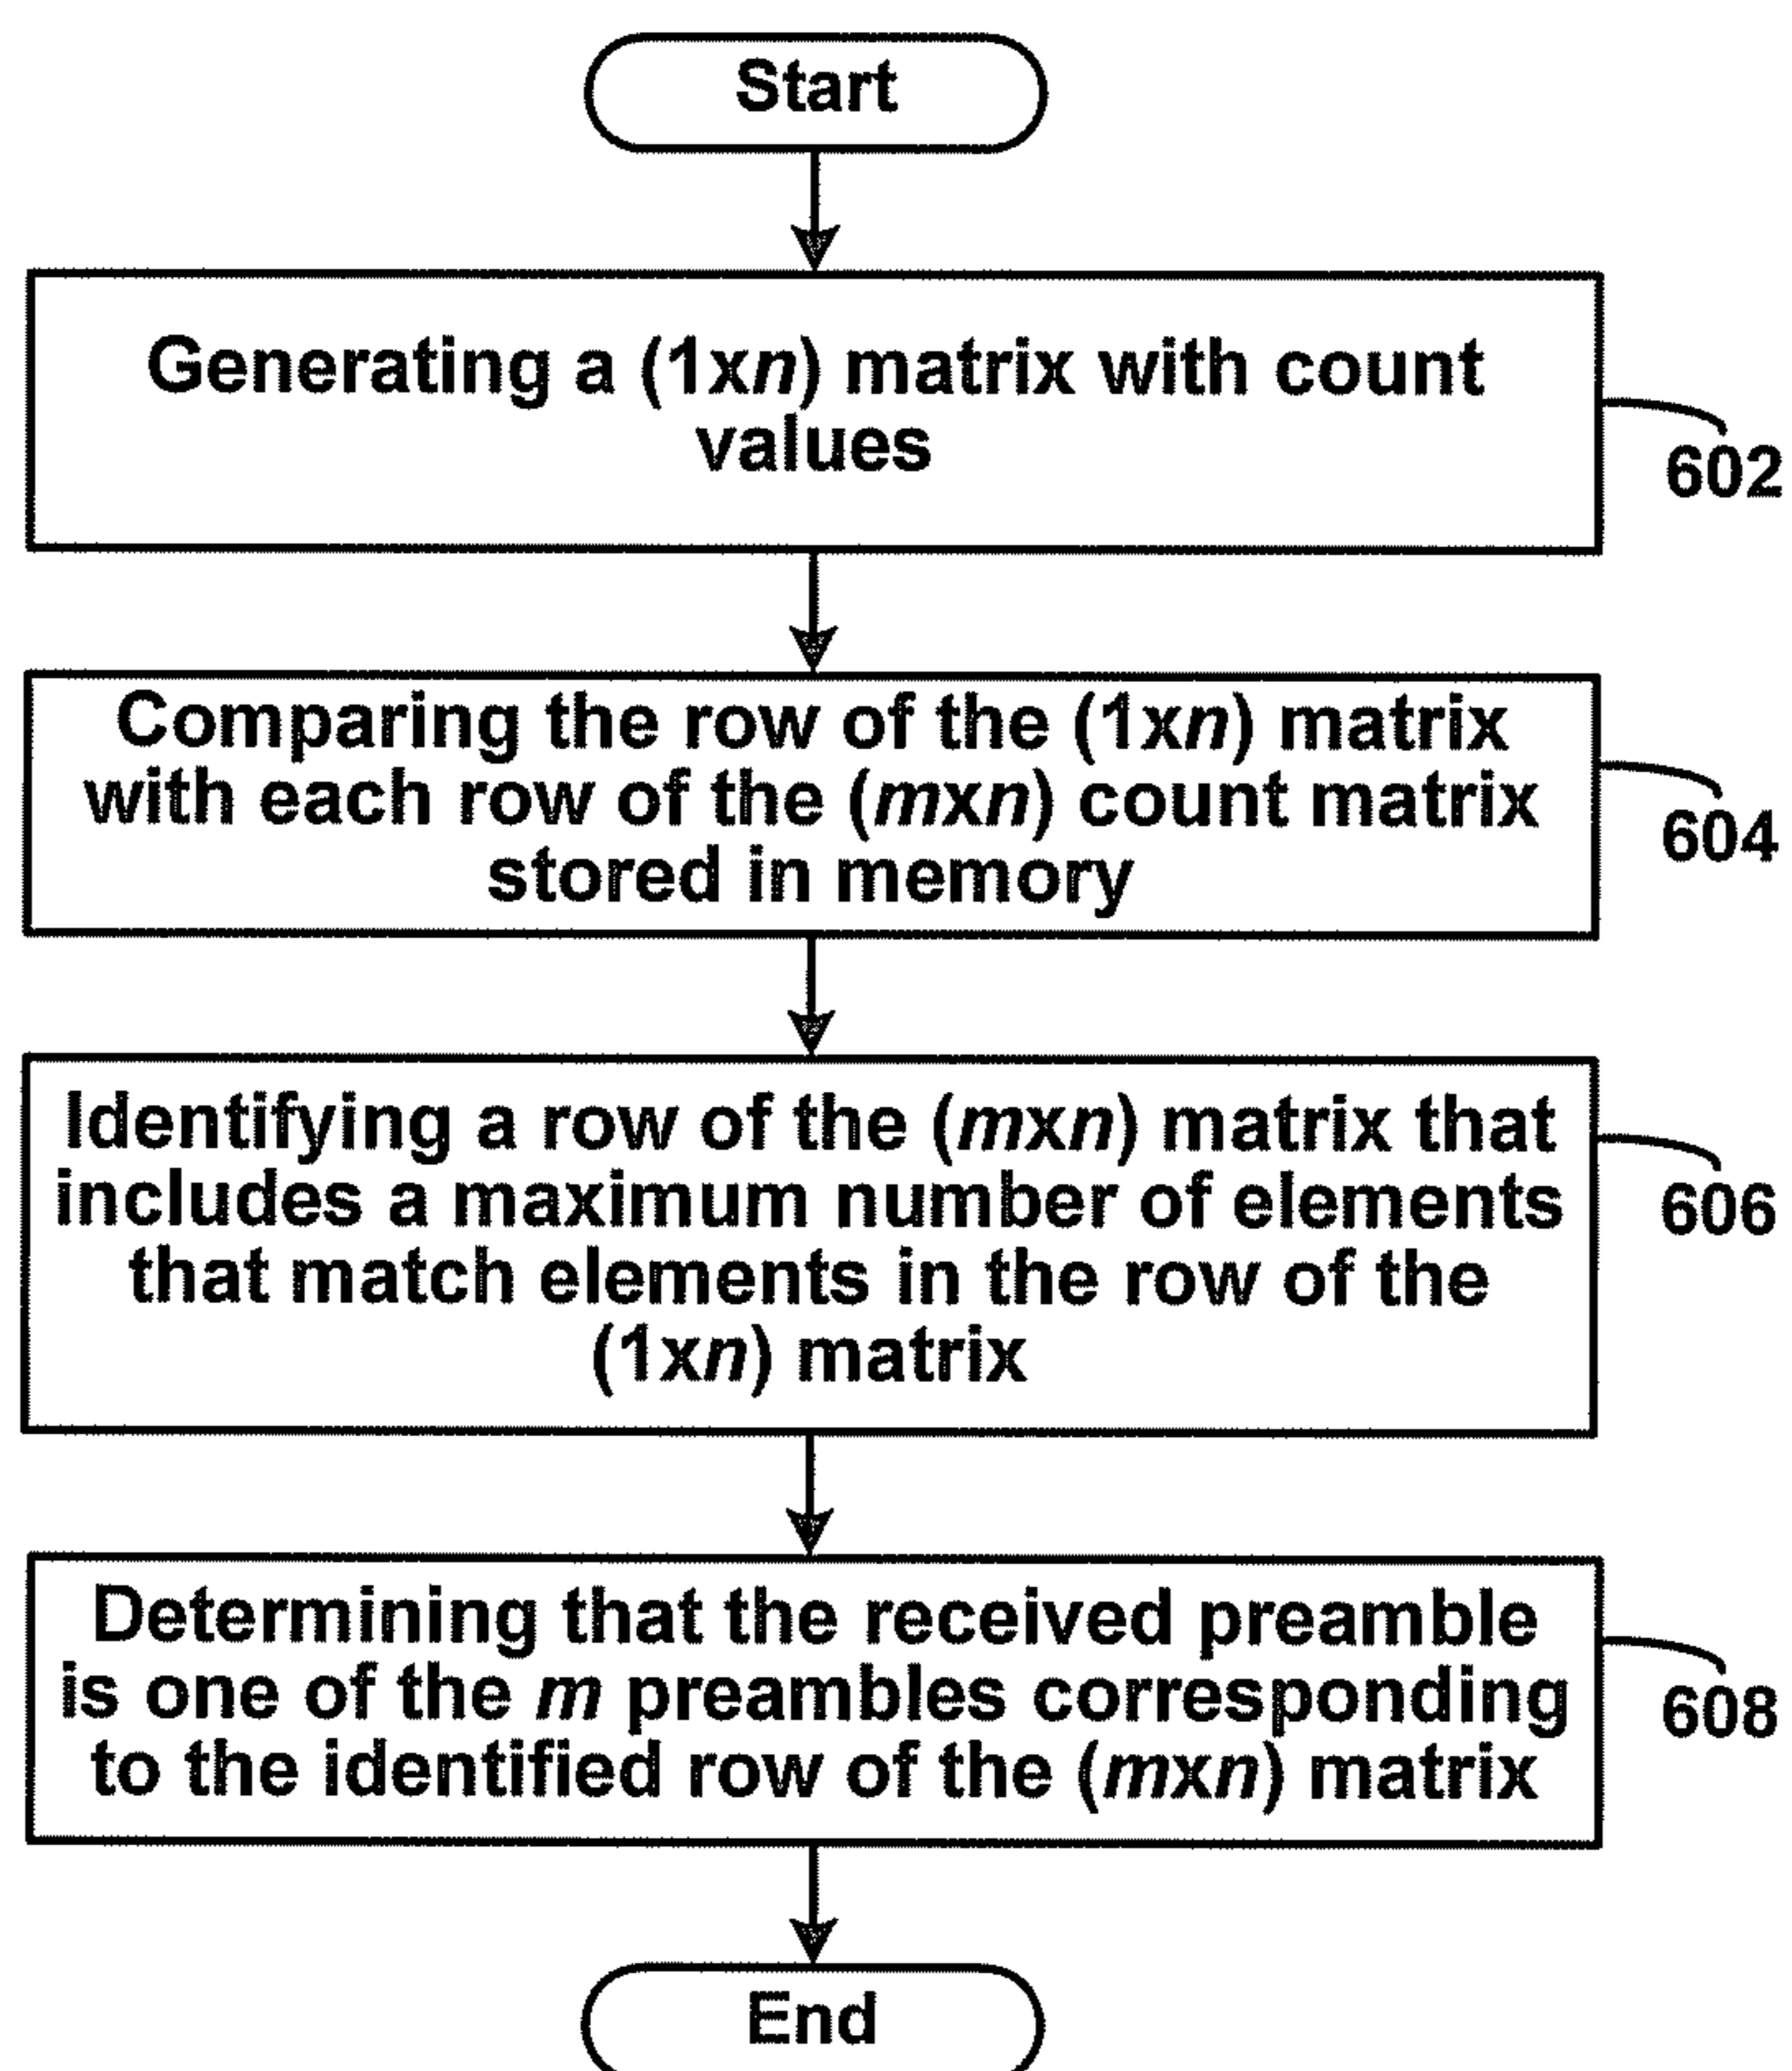 Start
Generating a (1xn) matrix with count
values
602
Comparing the row of the (1xn) matrix
with each row of the (mxn) count matrix
stored in memory
604
Identifying a row of the (mxn) matrix that
includes a maximum number of elements
that match elements in the row of the
(1xn) matrix
606
Determining that the received preamble
is one of the m preambles corresponding
to the identified row of the (mxn) matrix
608
End